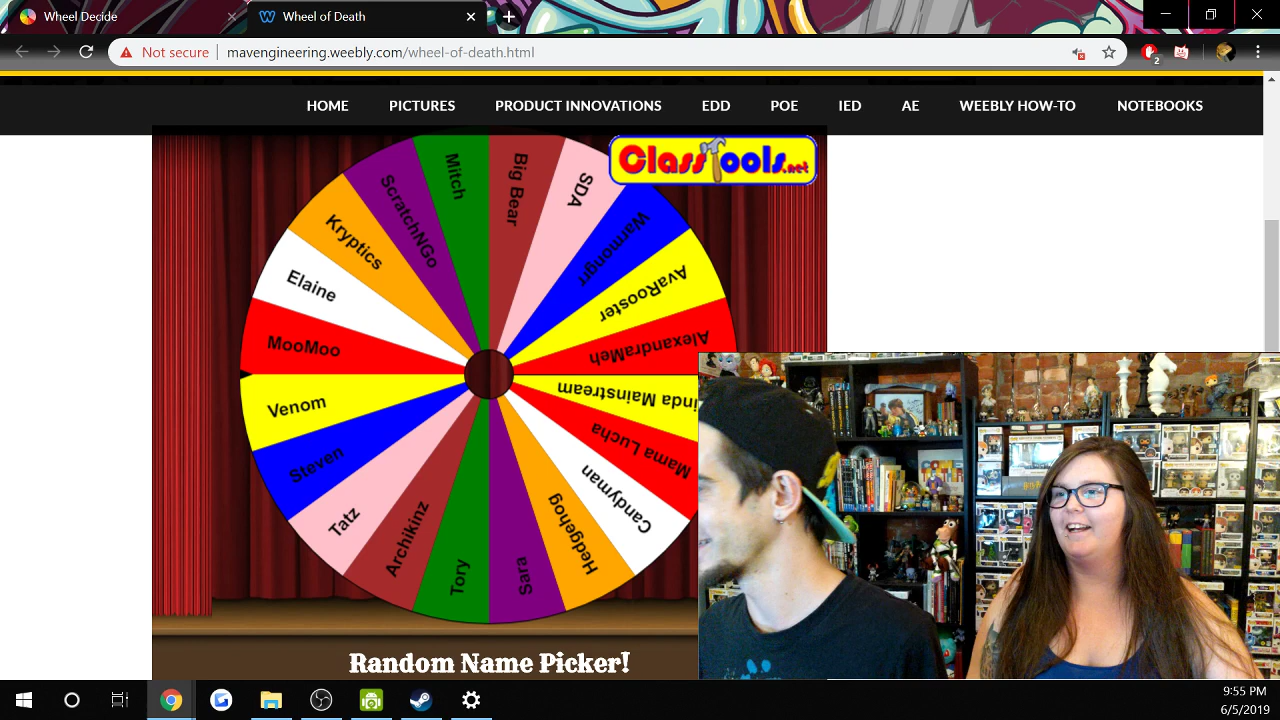 Wheel Decide
Wheel of Death
Not secure
mavengineering.weebly.com/wheel-of-death.html
2
HOME PICTURES PRODUCT INNOVATIONS EDD POE IED AE WEEBLY HOW-TO NOTEBOOKS
ClassTools.net
Mitch
Big Bear
SDA
Warmongrr
AvaRooster
AlexandraMeh
Mainstream
Mama Lucha
Candyman
Hedgehog
Sara
Tory
Archikinz
Tatz
Steven
Venom
MooMoo
Elaine
Kryptics
ScratchNGo
Random Name Picker!
9:55 PM
6/5/2019